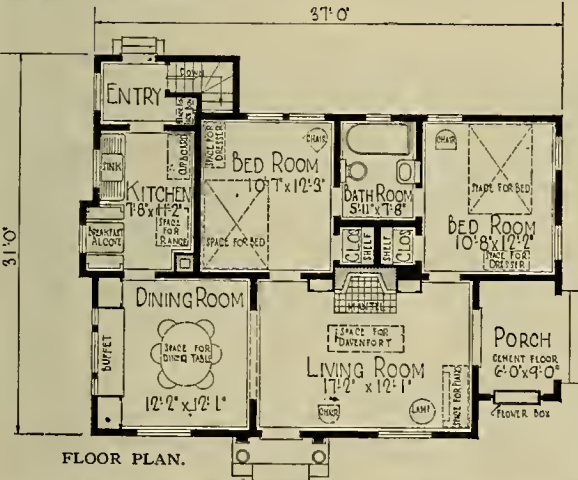 37'-0"
31'-0"
ENTRY
DOWN
SINK
CUPBOARD
KITCHEN
7'-8" x 11'-2"
SPACE
FOR
RANGE
BREAKFAST
ALCOVE
SPACE FOR
DRESSER
CHAIR
BED ROOM
10'-7" x 12'-3"
SPACE FOR BED
BATH ROOM
5'-11" x 7'-8"
CHAIR
SPACE FOR BED
BED ROOM
10'-8" x 12'-2"
SPACE FOR
DRESSER
CLOS
SHELF
SHELF
CLOS
MANTEL
DINING ROOM
BUFFET
SPACE FOR
DINER TABLE
12'-2" x 12'-1"
SPACE FOR
DAVENPORT
LIVING ROOM
17'-2" x 12'-1"
CHAIR
LAMP
SPACE FOR PIANO
PORCH
CEMENT FLOOR
6'-0" x 9'-0"
FLOWER BOX
FLOOR PLAN.